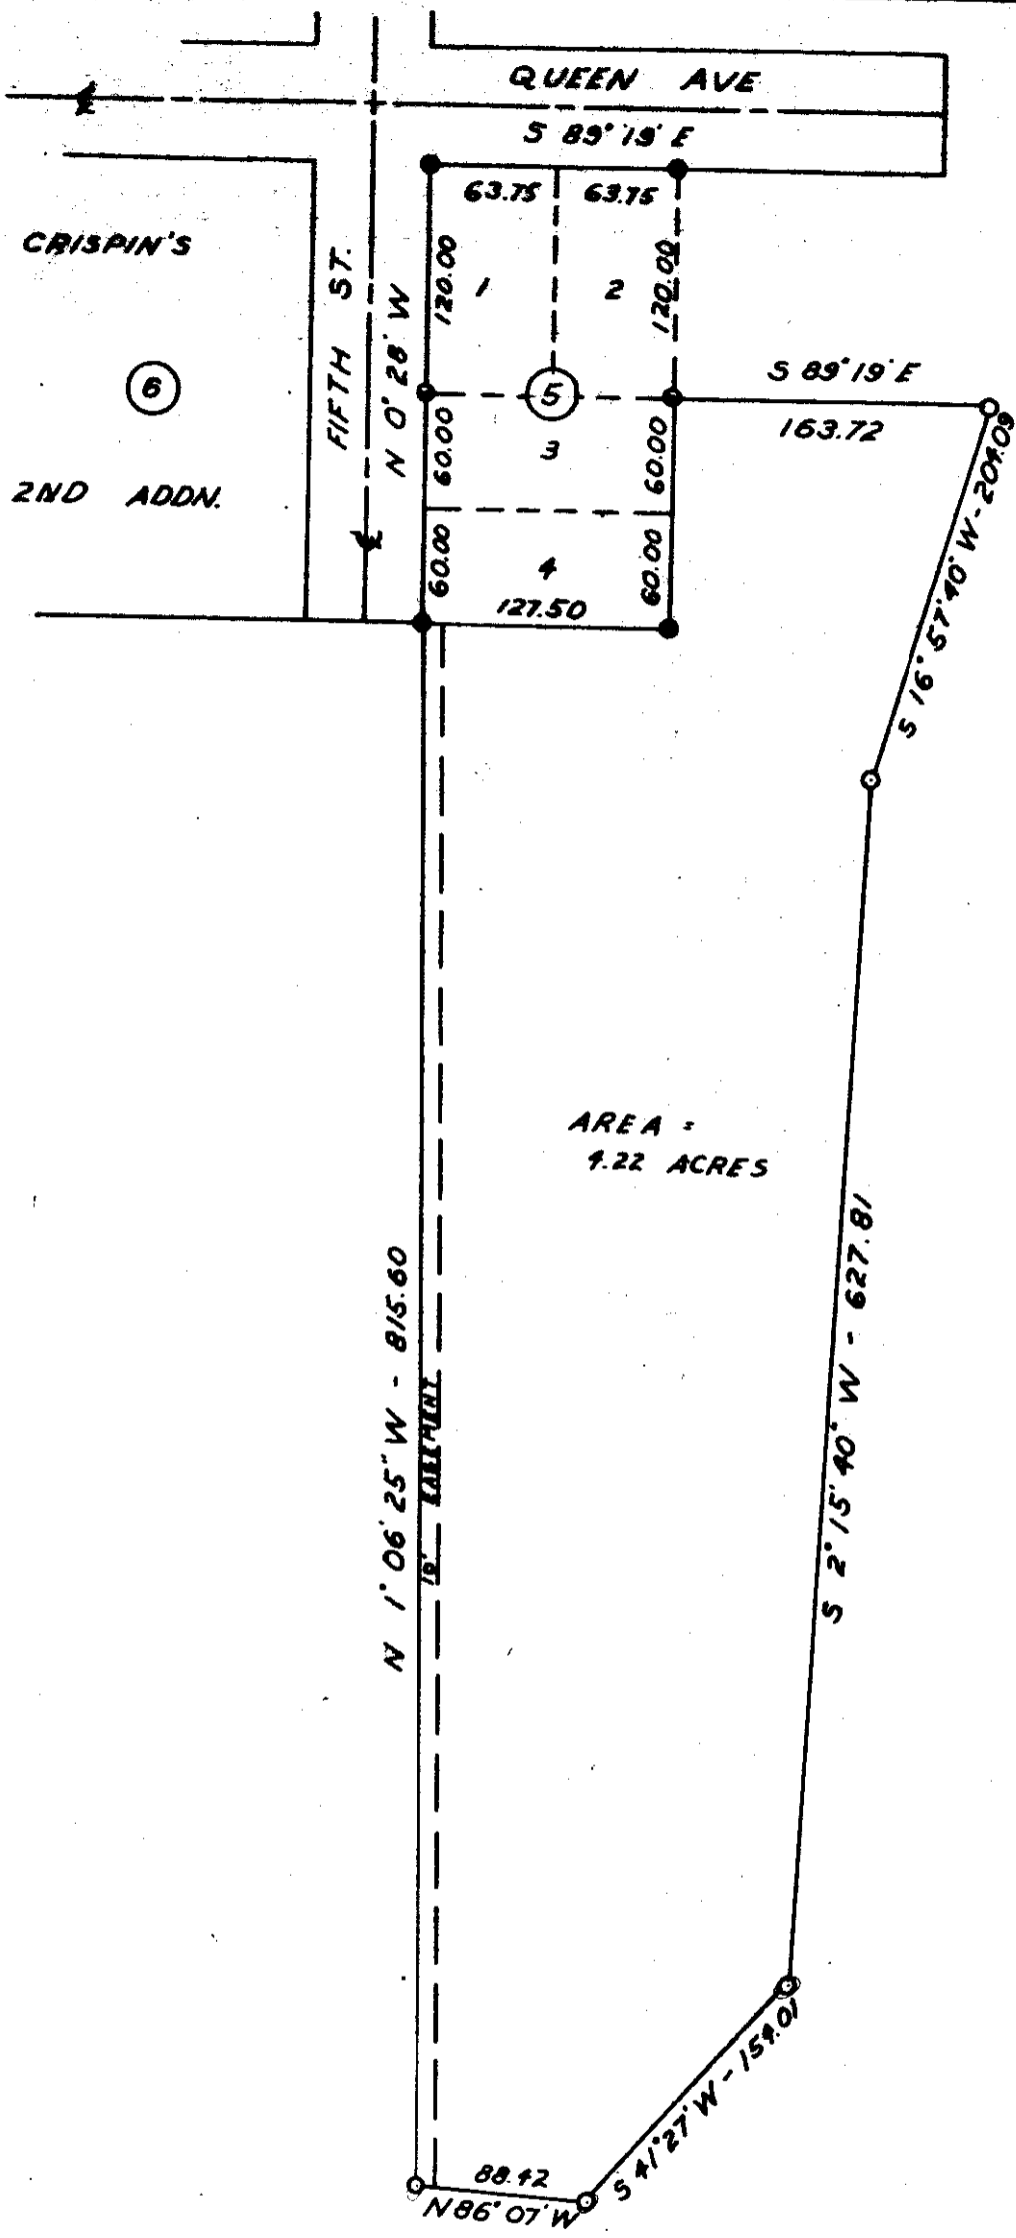 QUEEN AVE
S 89° 19' E
63.75 63.75
CRISPIN'S
6
2ND ADDN.
FIFTH ST.
N 0° 28' W
120.00
1
2
120.00
5
60.00
3
60.00
60.00
4
60.00
127.50
S 89° 19' E
163.72
S 16° 57' 40" W - 204.09
AREA =
4.22 ACRES
S 2° 15' 40" W - 627.81
N 1° 06' 25" W - 815.60
10' EASEMENT
S 41° 27' W - 154.01
88.42
N 86° 07' W